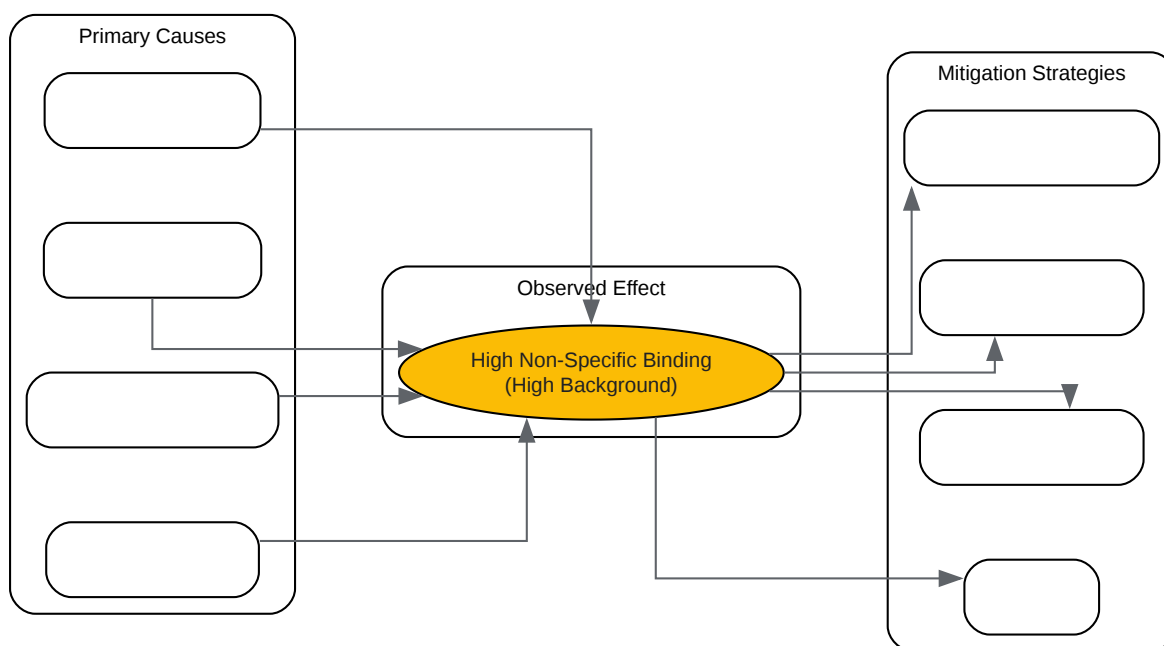 Primary Causes
Mitigation Strategies
Observed Effect
High Non-Specific Binding
(High Background)